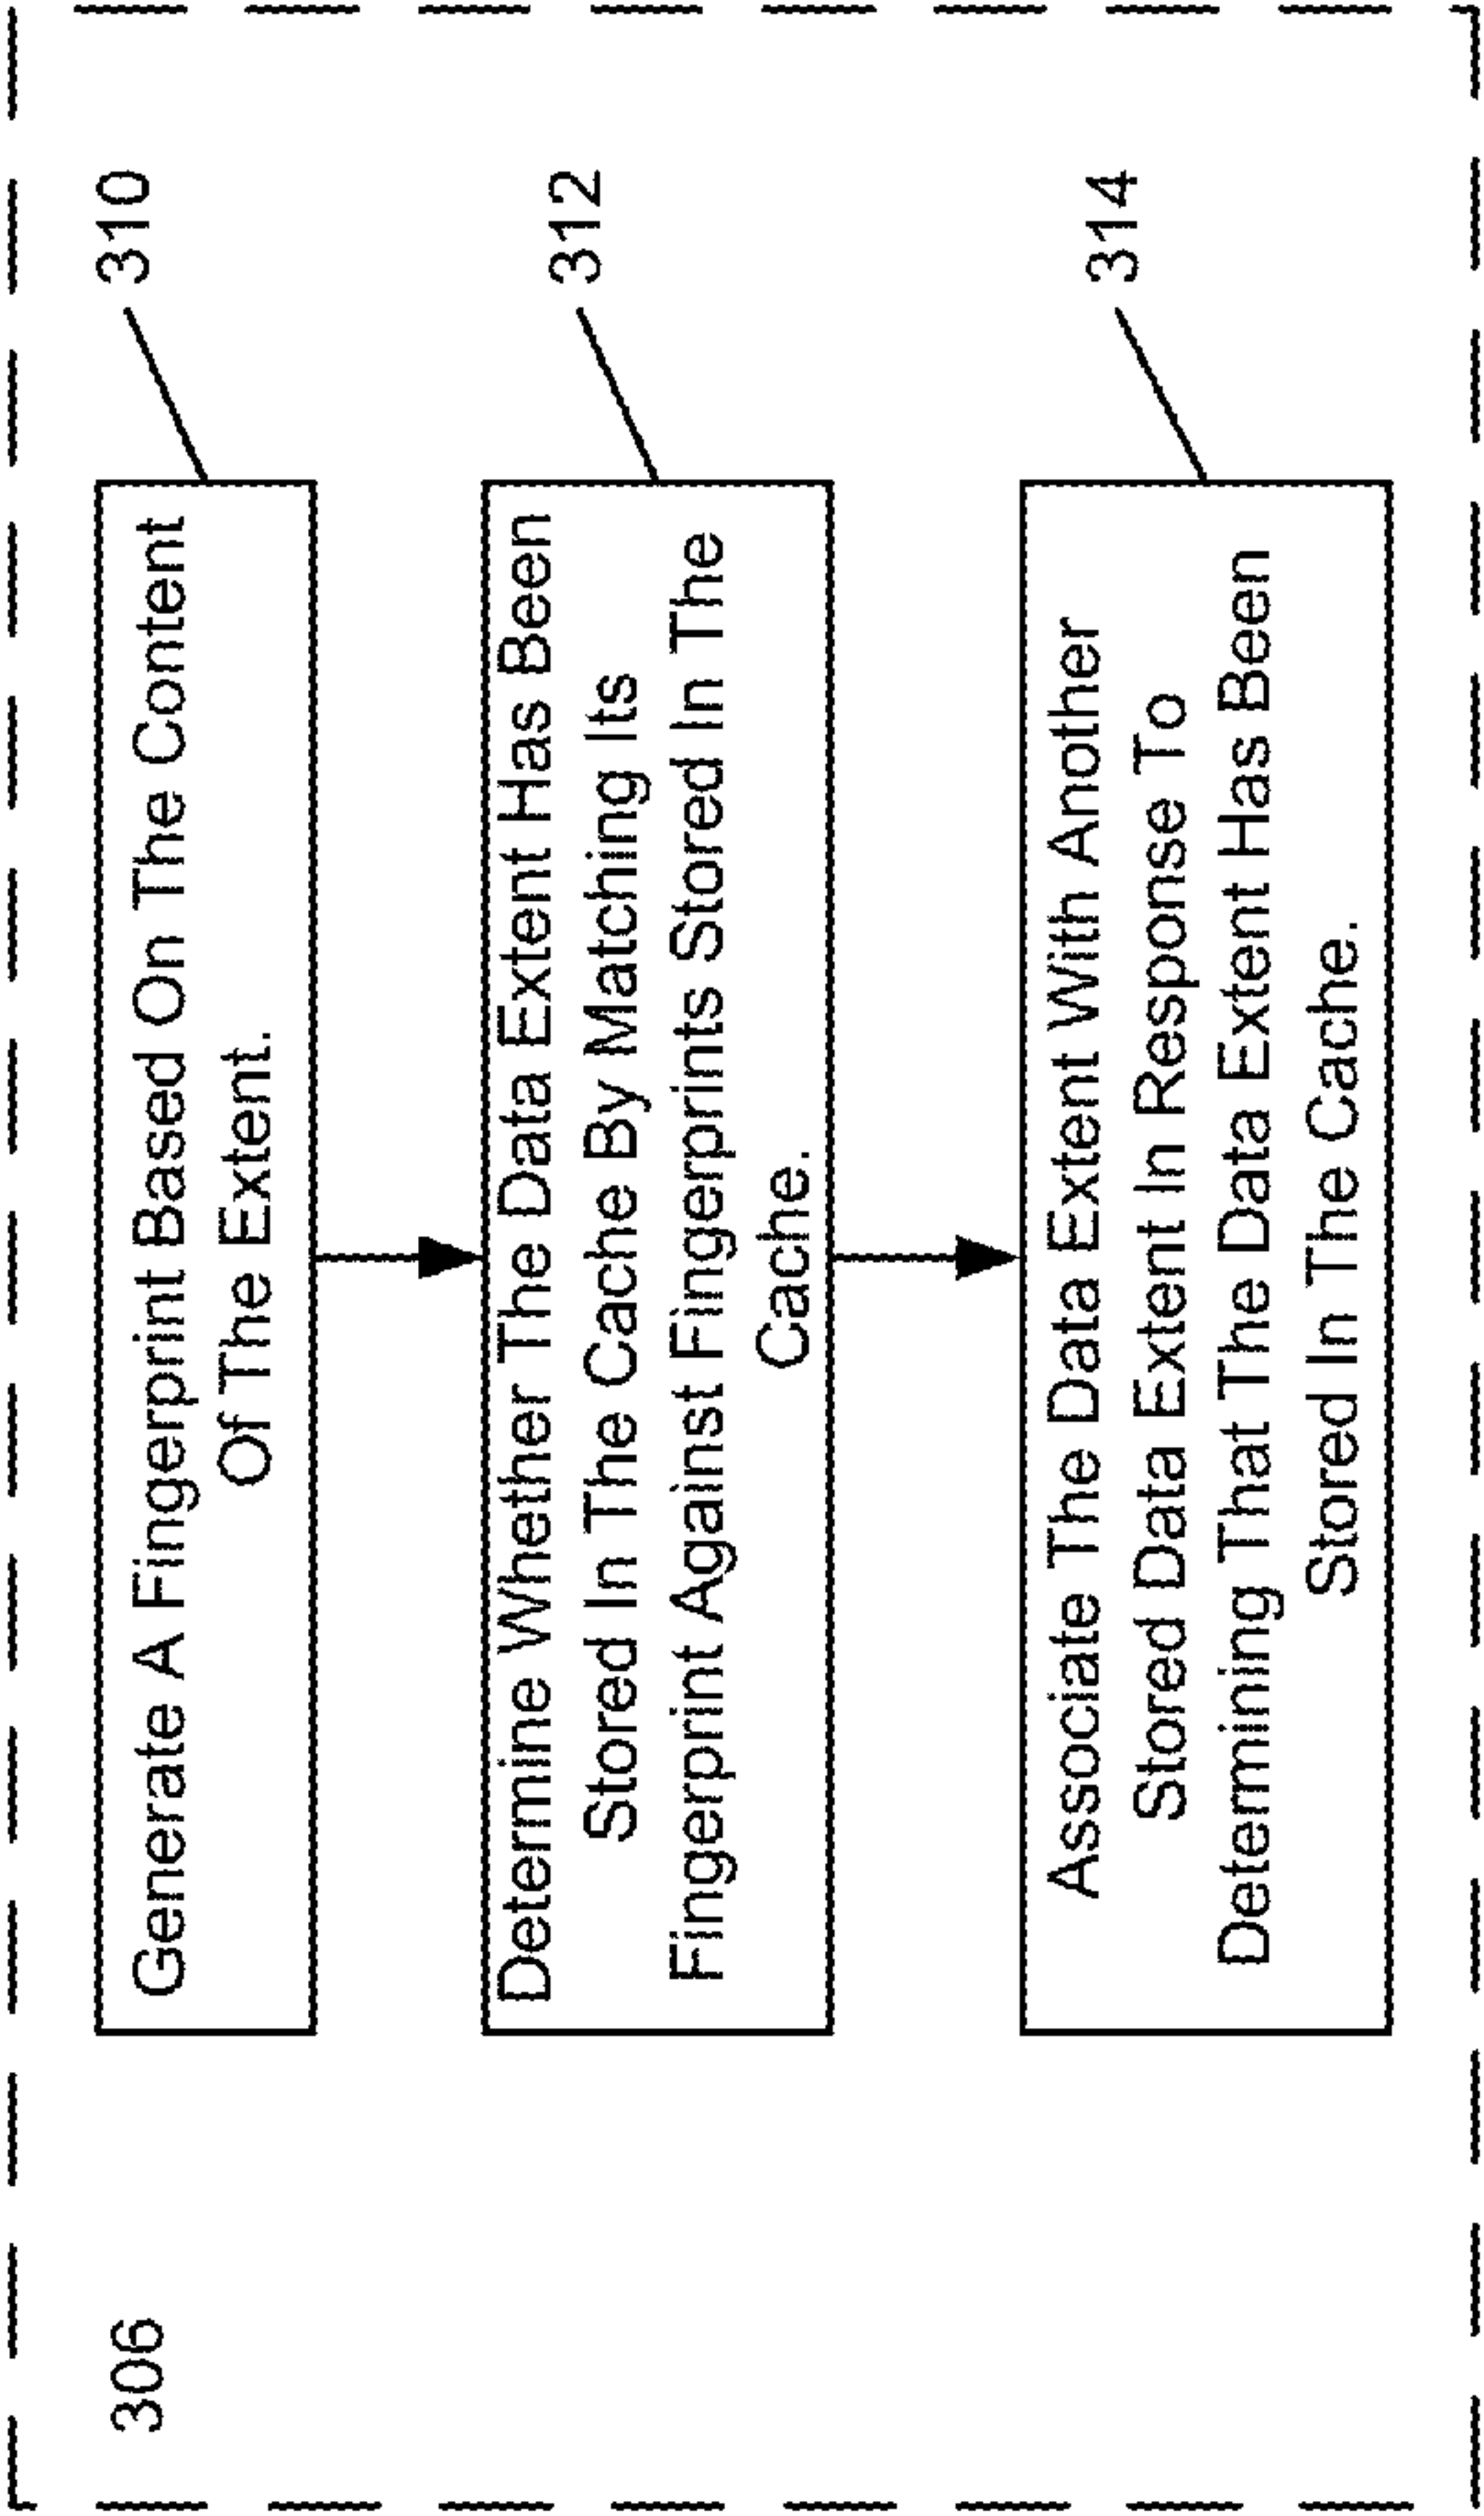 306
310
Generate A Fingerprint Based On The Content
Of The Extent.
312
Determine Whether The Data Extent Has Been
Stored In The Cache By Matching Its
Fingerprint Against Fingerprints Stored In The
Cache.
314
Associate The Data Extent With Another
Stored Data Extent In Response To
Determining That The Data Extent Has Been
Stored In The Cache.